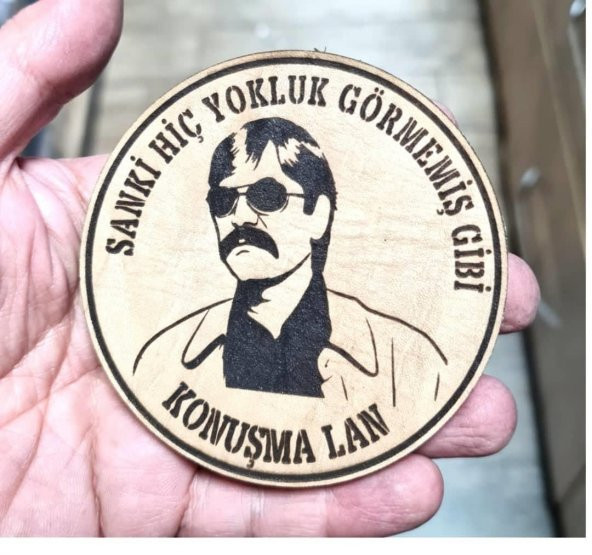 SANKİ HİÇ YOKLUK GÖRMEMİŞ GİBİ
KONUŞMA LAN